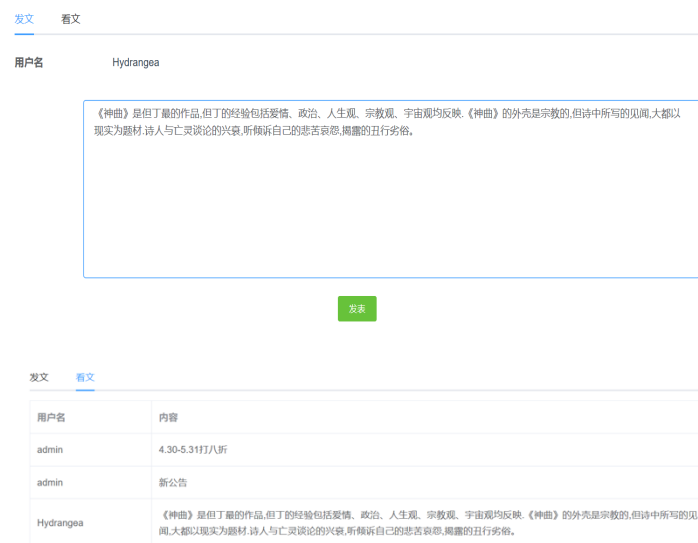 发文 看文
用户名 Hydrangea
《神曲》是但丁最的作品,但丁的经验包括爱情、政治、人生观、宗教观、宇宙观均反映.《神曲》的外壳是宗教的,但诗中所写的见闻,大都以
现实为题材.诗人与亡灵谈论的兴衰,听倾诉自己的悲苦哀怨,揭露的丑行劣俗。
发表
发文 看文
用户名 内容
admin 4.30-5.31打八折
admin 新公告
Hydrangea 《神曲》是但丁最的作品,但丁的经验包括爱情、政治、人生观、宗教观、宇宙观均反映.《神曲》的外壳是宗教的,但诗中所写的见
闻,大都以现实为题材.诗人与亡灵谈论的兴衰,听倾诉自己的悲苦哀怨,揭露的丑行劣俗。